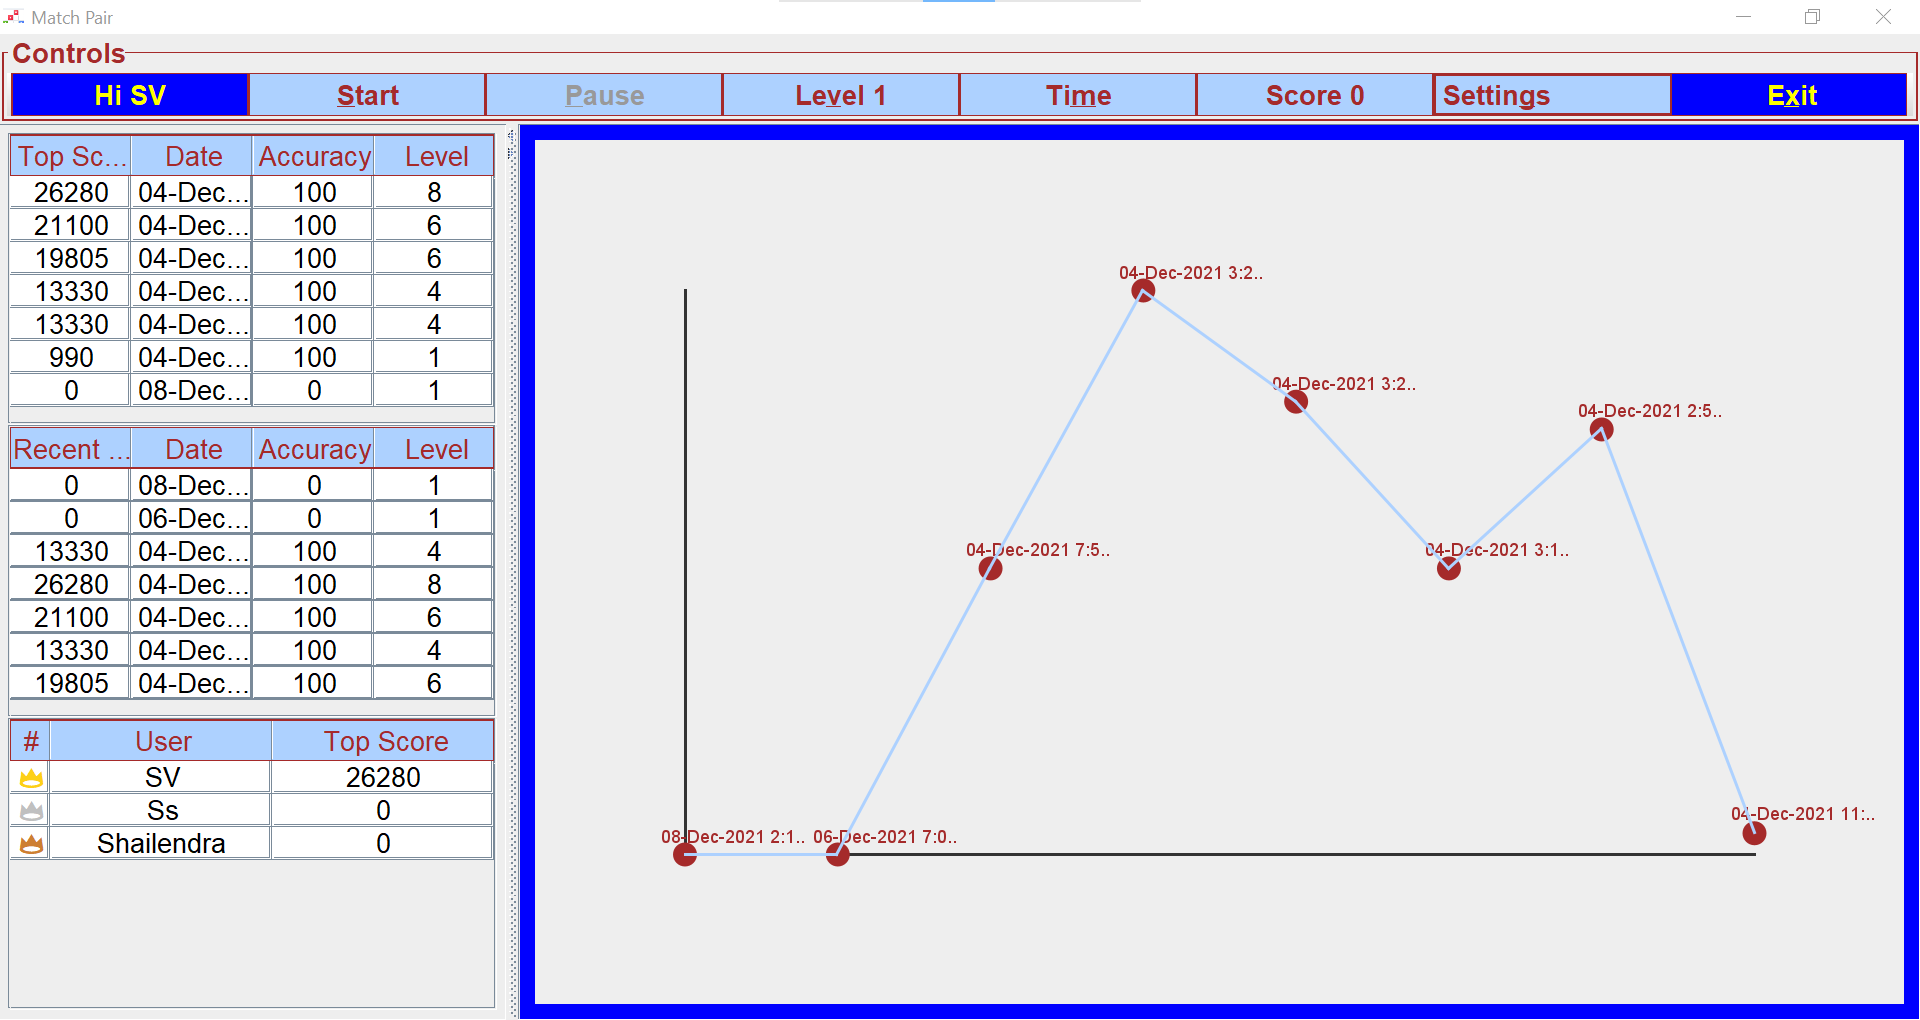 Match Pair
Controls
Hi SV Start Pause Level 1 Time Score 0 Settings Exit
Top Sc... Date Accuracy Level
26280 04-Dec... 100 8
21100 04-Dec... 100 6
19805 04-Dec... 100 6
13330 04-Dec... 100 4
13330 04-Dec... 100 4
990 04-Dec... 100 1
0 08-Dec... 0 1
Recent ... Date Accuracy Level
0 08-Dec... 0 1
0 06-Dec... 0 1
13330 04-Dec... 100 4
26280 04-Dec... 100 8
21100 04-Dec... 100 6
13330 04-Dec... 100 4
19805 04-Dec... 100 6
# User Top Score
SV 26280
Ss 0
Shailendra 0
04-Dec-2021 3:2..
04-Dec-2021 3:2..
04-Dec-2021 2:5..
04-Dec-2021 7:5..
04-Dec-2021 3:1..
04-Dec-2021 11:..
08-Dec-2021 2:1..
06-Dec-2021 7:0..